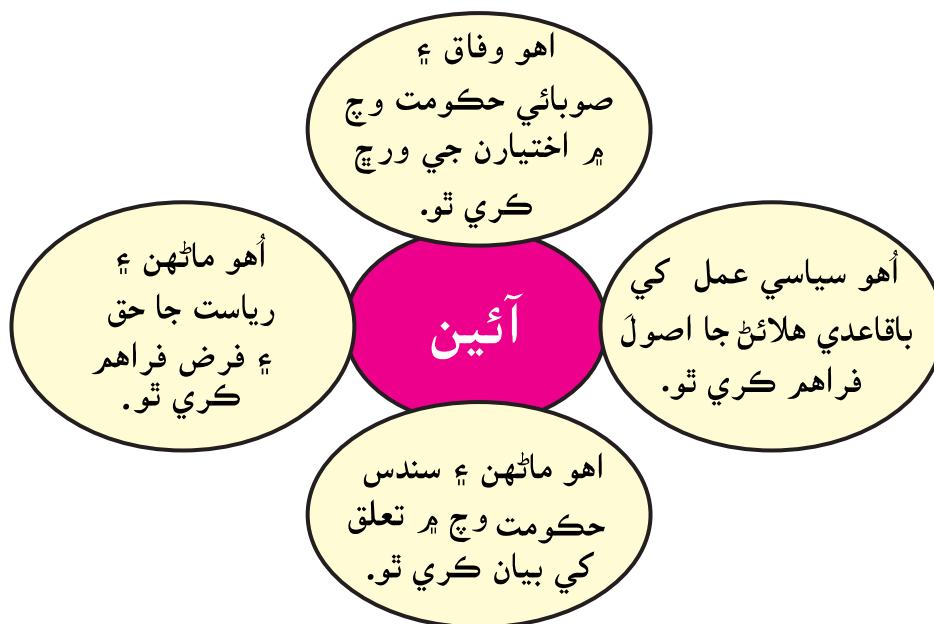 اهو وفاق ۽
صوبائي حڪومت وچ
۾ اختيارن جي ورڇ
ڪري ٿو.
اُهو سياسي عمل کي
باقاعدي هلائڻ جا اصولَ
فراهم ڪري ٿو.
آئين
اُهو ماڻهن ۽
رياست جا حق
۽ فرض فراهم
ڪري ٿو.
اهو ماڻهن ۽ سندس
حڪومت وچ ۾ تعلق
کي بيان ڪري ٿو.